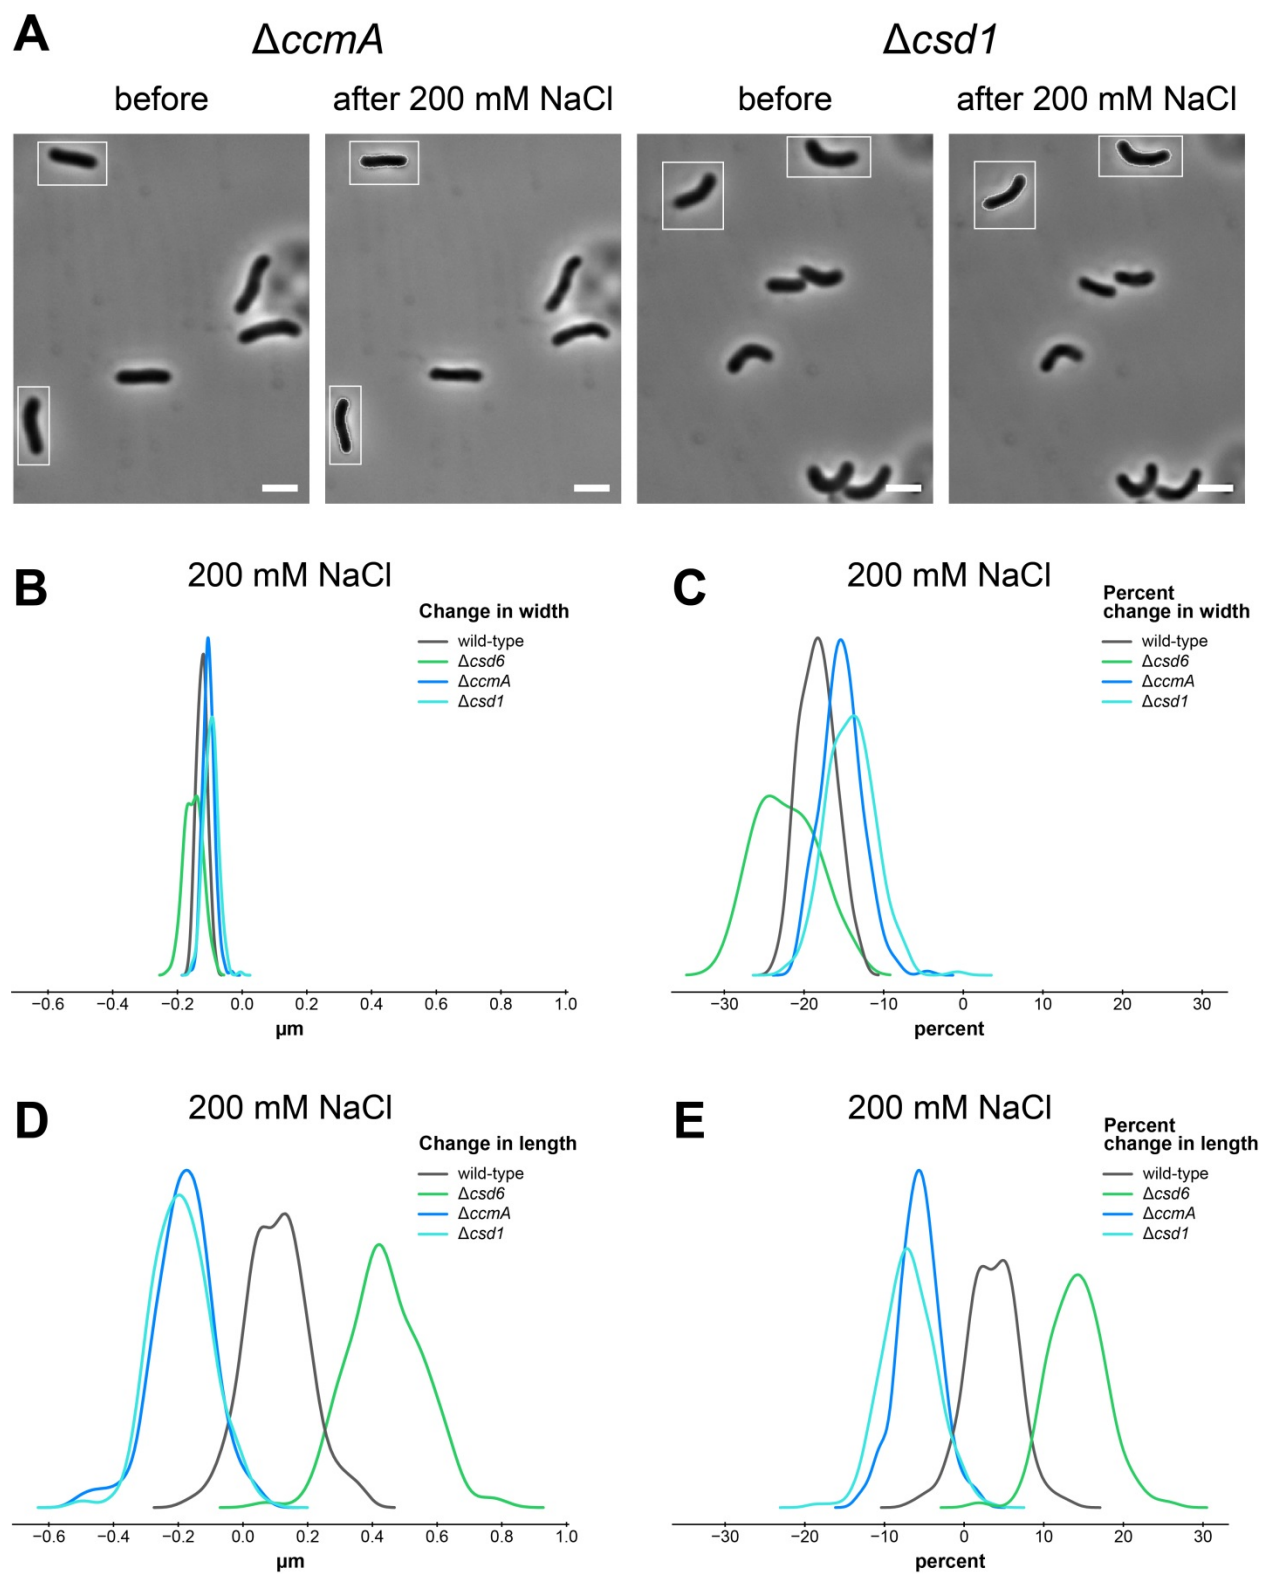 A
ΔccmA
Δcsd1
before
after 200 mM NaCl
before
after 200 mM NaCl
B
200 mM NaCl
Change in width
wild-type
Δcsd6
ΔccmA
Δcsd1
−0.6 −0.4 −0.2 0.0 0.2 0.4 0.6 0.8 1.0
µm
C
200 mM NaCl
Percent
change in width
wild-type
Δcsd6
ΔccmA
Δcsd1
−30 −20 −10 0 10 20 30
percent
D
200 mM NaCl
Change in length
wild-type
Δcsd6
ΔccmA
Δcsd1
−0.6 −0.4 −0.2 0.0 0.2 0.4 0.6 0.8 1.0
µm
E
200 mM NaCl
Percent
change in length
wild-type
Δcsd6
ΔccmA
Δcsd1
−30 −20 −10 0 10 20 30
percent